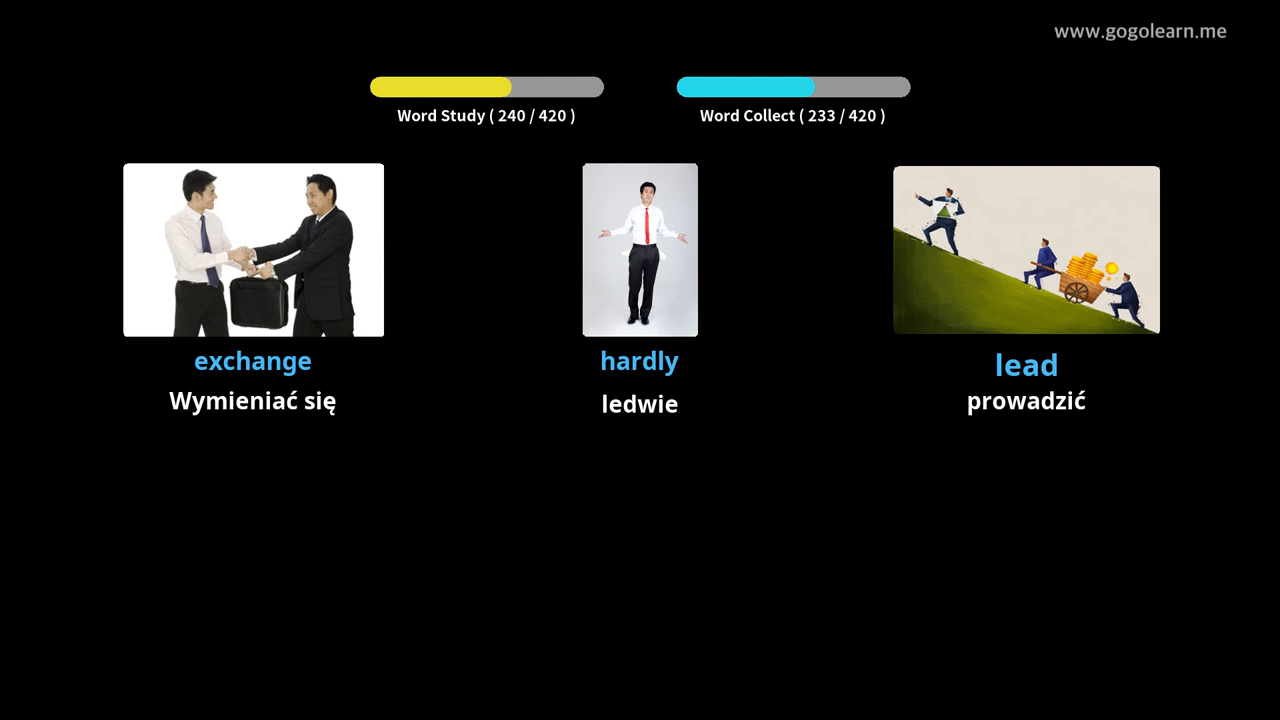 www.gogolearn.me
Word Study ( 240 / 420 )
Word Collect ( 233 / 420 )
exchange
Wymieniać się
hardly
ledwie
lead
prowadzić